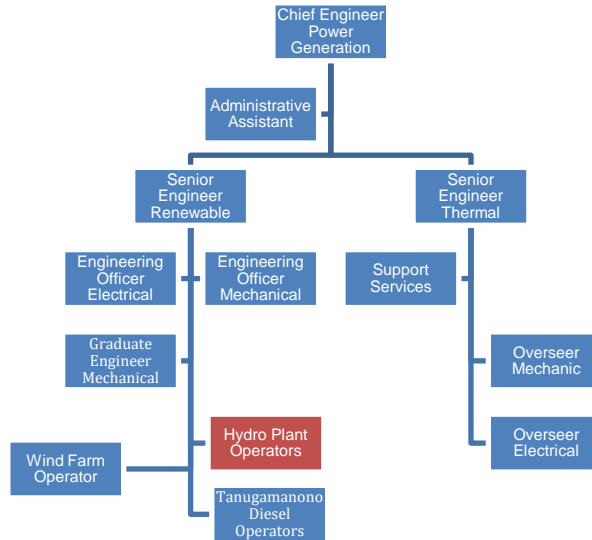 Chief Engineer
Power
Generation
Administrative
Assistant
Senior
Engineer
Renewable
Senior
Engineer
Thermal
Engineering
Officer
Electrical
Engineering
Officer
Mechanical
Support
Services
Graduate
Engineer
Mechanical
Overseer
Mechanic
Hydro Plant
Operators
Overseer
Electrical
Wind Farm
Operator
Tanugamanono
Diesel
Operators